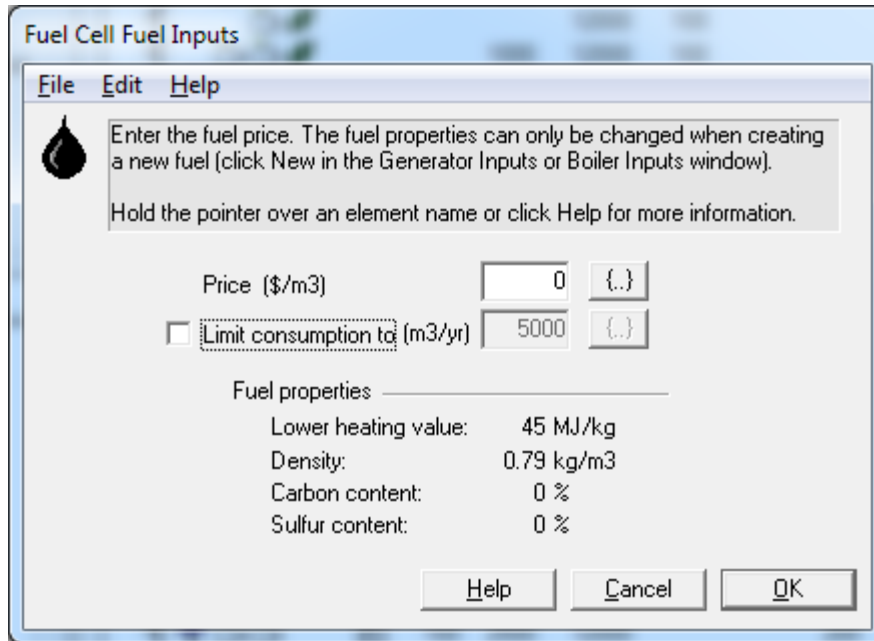 Fuel Cell Fuel Inputs
File Edit Help
Enter the fuel price. The fuel properties can only be changed when creating
a new fuel (click New in the Generator Inputs or Boiler Inputs window).
Hold the pointer over an element name or click Help for more information.
Price ($/m3) 0 {..}
Limit consumption to (m3/yr) 5000 {..}
Fuel properties
Lower heating value: 45 MJ/kg
Density: 0.79 kg/m3
Carbon content: 0 %
Sulfur content: 0 %
Help Cancel OK